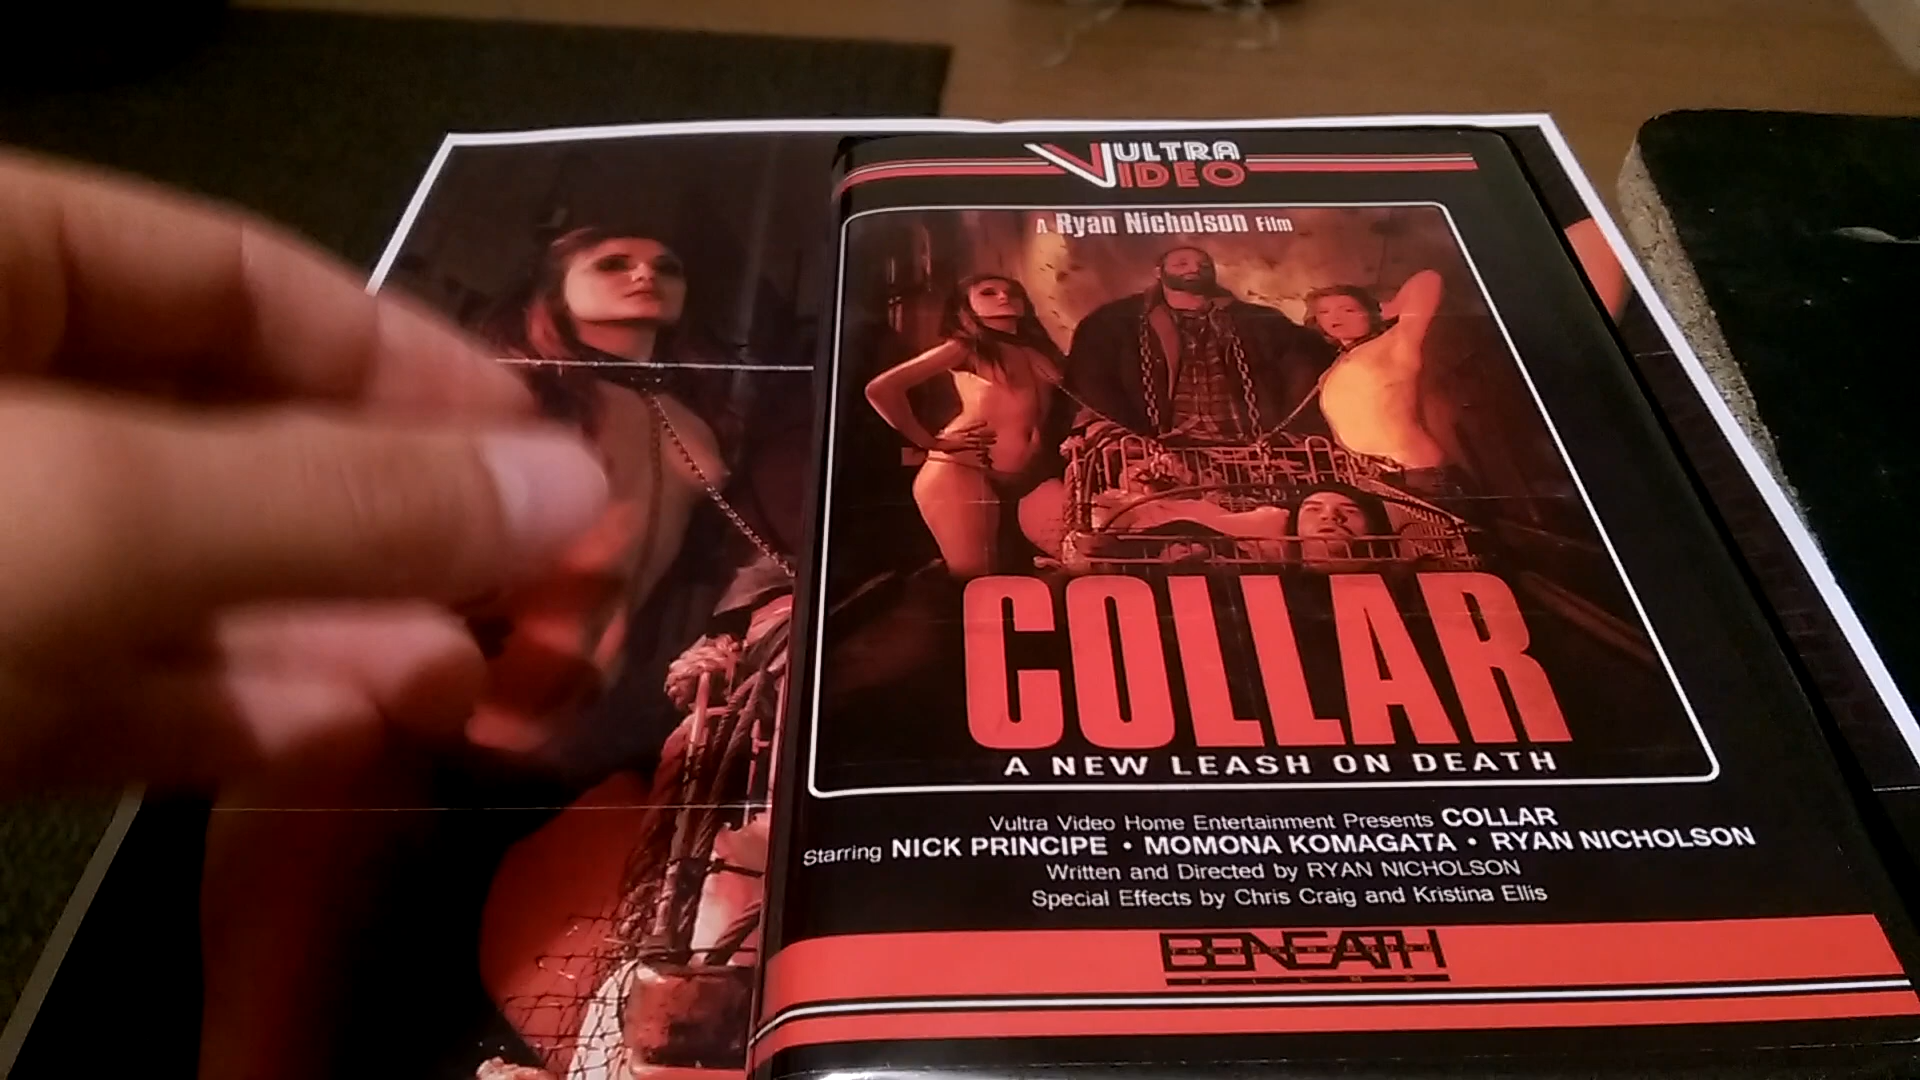 VULTRA
VIDEO
A Ryan Nicholson Film
COLLAR
A NEW LEASH ON DEATH
Vultra Video Home Entertainment Presents COLLAR
Starring NICK PRINCIPE • MOMONA KOMAGATA • RYAN NICHOLSON
Written and Directed by RYAN NICHOLSON
Special Effects by Chris Craig and Kristina Ellis
BENEATH
FILMS